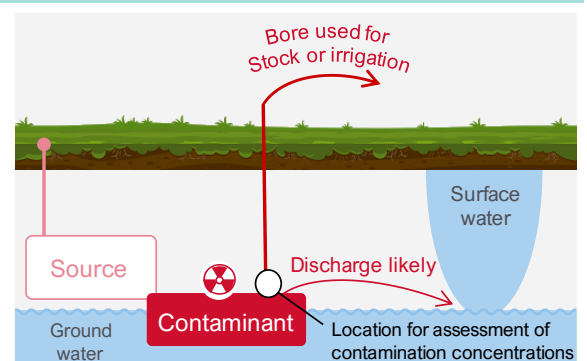 Bore used for
Stock or irrigation
Surface
water
Source
Discharge likely
Contaminant
Ground
water
Location for assessment of
contamination concentrations